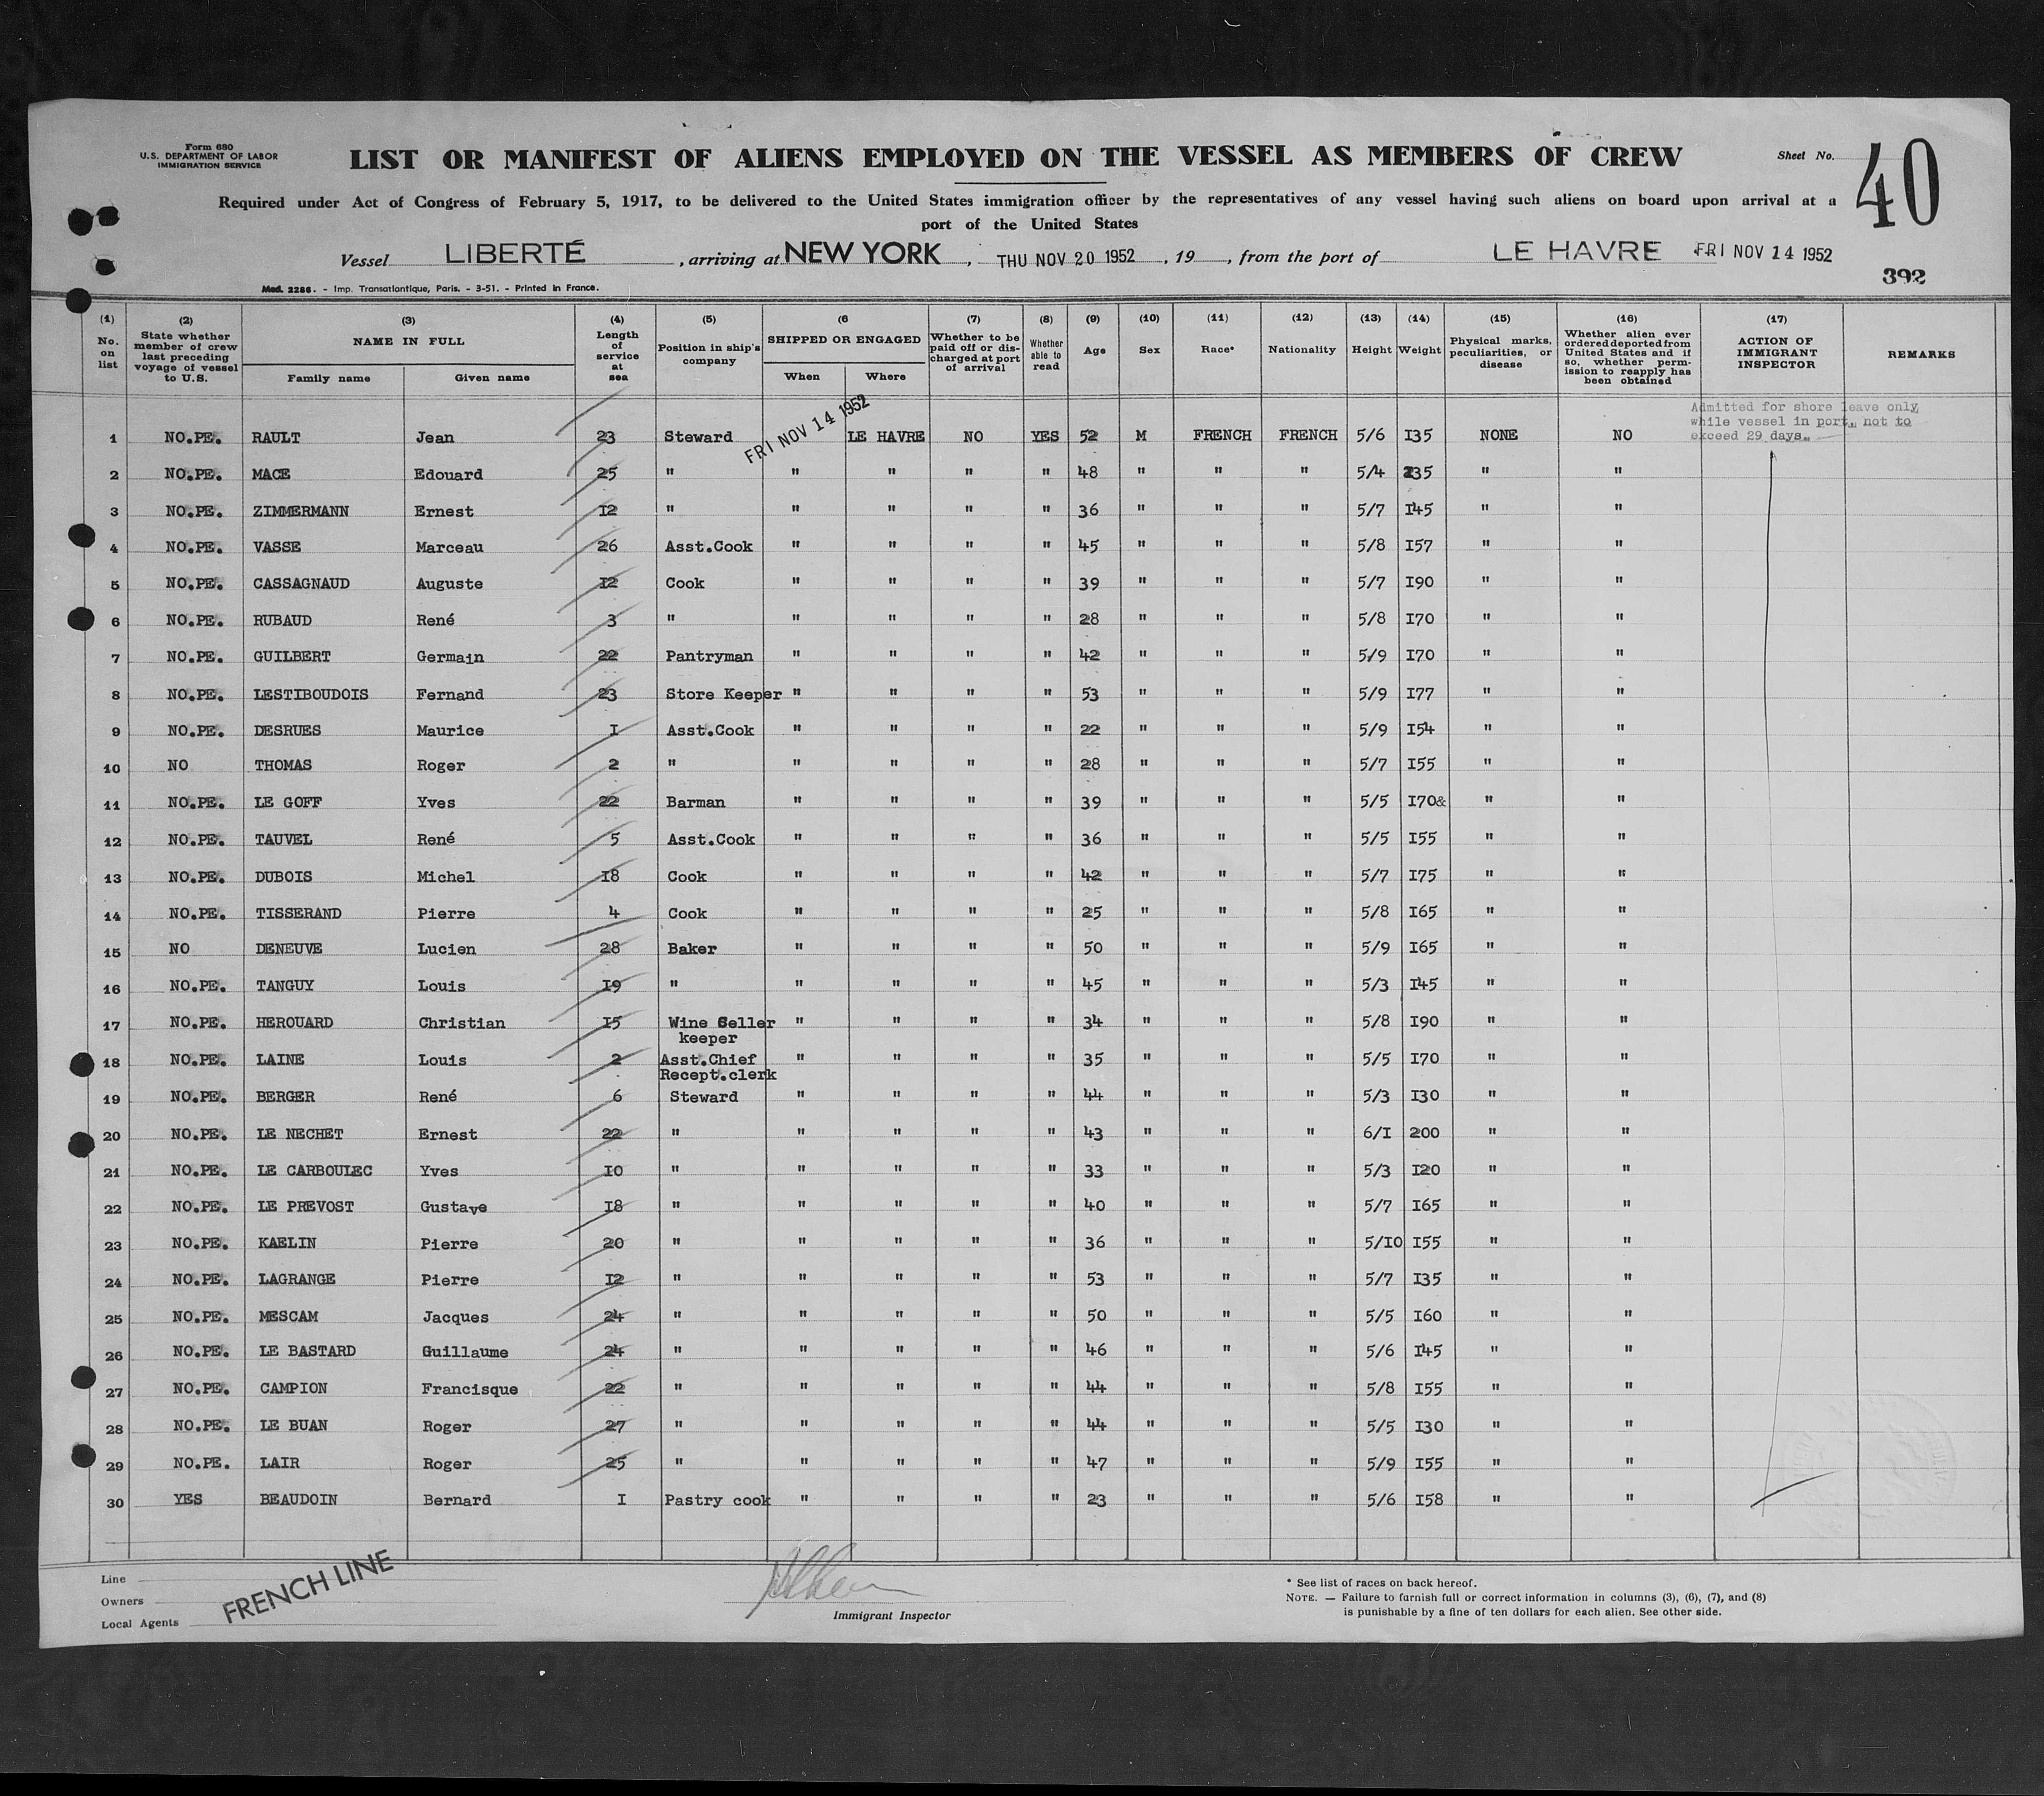 Form 680
U.S. DEPARTMENT OF LABOR
IMMIGRATION SERVICE
LIST OR MANIFEST OF ALIENS EMPLOYED ON THE VESSEL AS MEMBERS OF CREW
Sheet No. 40
Required under Act of Congress of February 5, 1917, to be delivered to the United States immigration officer by the representatives of any vessel having such aliens on board upon arrival at a
port of the United States
Vessel LIBERTÉ, arriving at NEW YORK, THU NOV 20 1952, 19 , from the port of LE HAVRE FRI NOV 14 1952
392
Mod. 2286. - Imp. Transatlantique, Paris. - 3-51. - Printed in France.
(1) No. on list (2) State whether member of crew last preceding voyage of vessel to U.S. (3) NAME IN FULL Family name Given name (4) Length of service at sea (5) Position in ship's company (6 SHIPPED OR ENGAGED When Where (7) Whether to be paid off or discharged at port of arrival (8) Whether able to read (9) Age (10) Sex (11) Race* (12) Nationality (13) Height (14) Weight (15) Physical marks, peculiarities, or disease (16) Whether alien ever ordered deported from United States and if so, whether permission to reapply has been obtained (17) ACTION OF IMMIGRANT INSPECTOR REMARKS
Admitted for shore leave only
while vessel in port, not to
exceed 29 days.
1 NO.PE. RAULT Jean 23 Steward FRI NOV 14 1952 LE HAVRE NO YES 52 M FRENCH FRENCH 5/6 I35 NONE NO
2 NO.PE. MACE Edouard 25 " " " " " 48 " " " 5/4 235 " "
3 NO.PE. ZIMMERMANN Ernest I2 " " " " " 36 " " " 5/7 I45 " "
4 NO.PE. VASSE Marceau 26 Asst.Cook " " " " 45 " " " 5/8 I57 " "
5 NO.PE. CASSAGNAUD Auguste I2 Cook " " " " 39 " " " 5/7 I90 " "
6 NO.PE. RUBAUD René 3 " " " " " 28 " " " 5/8 I70 " "
7 NO.PE. GUILBERT Germain 22 Pantryman " " " " 42 " " " 5/9 I70 " "
8 NO.PE. LESTIBOUDOIS Fernand 23 Store Keeper " " " " 53 " " " 5/9 I77 " "
9 NO.PE. DESRUES Maurice I Asst.Cook " " " " 22 " " " 5/9 I54 " "
10 NO THOMAS Roger 2 " " " " " 28 " " " 5/7 I55 " "
11 NO.PE. LE GOFF Yves 22 Barman " " " " 39 " " " 5/5 I70& " "
12 NO.PE. TAUVEL René 5 Asst.Cook " " " " 36 " " " 5/5 I55 " "
13 NO.PE. DUBOIS Michel I8 Cook " " " " 42 " " " 5/7 I75 " "
14 NO.PE. TISSERAND Pierre 4 Cook " " " " 25 " " " 5/8 I65 " "
15 NO DENEUVE Lucien 28 Baker " " " " 50 " " " 5/9 I65 " "
16 NO.PE. TANGUY Louis I9 " " " " " 45 " " " 5/3 I45 " "
17 NO.PE. HEROUARD Christian I5 Wine Celler keeper " " " " 34 " " " 5/8 I90 " "
18 NO.PE. LAINE Louis 2 Asst.Chief Recept.clerk " " " " 35 " " " 5/5 I70 " "
19 NO.PE. BERGER René 6 Steward " " " " 44 " " " 5/3 I30 " "
20 NO.PE. LE NECHET Ernest 22 " " " " " 43 " " " 6/I 200 " "
21 NO.PE. LE CARBOULEC Yves I0 " " " " " 33 " " " 5/3 I20 " "
22 NO.PE. LE PREVOST Gustave I8 " " " " " 40 " " " 5/7 I65 " "
23 NO.PE. KAELIN Pierre 20 " " " " " 36 " " " 5/I0 I55 " "
24 NO.PE. LAGRANGE Pierre I2 " " " " " 53 " " " 5/7 I35 " "
25 NO.PE. MESCAM Jacques 24 " " " " " 50 " " " 5/5 I60 " "
26 NO.PE. LE BASTARD Guillaume 24 " " " " " 46 " " " 5/6 I45 " "
27 NO.PE. CAMPION Francisque 22 " " " " " 44 " " " 5/8 I55 " "
28 NO.PE. LE BUAN Roger 27 " " " " " 44 " " " 5/5 I30 " "
29 NO.PE. LAIR Roger 25 " " " " " 47 " " " 5/9 I55 " "
30 YES BEAUDOIN Bernard I Pastry cook " " " " 23 " " " 5/6 I58 " "
Line
Owners
Local Agents
FRENCH LINE
Immigrant Inspector
* See list of races on back hereof.
NOTE. — Failure to furnish full or correct information in columns (3), (6), (7), and (8)
is punishable by a fine of ten dollars for each alien. See other side.